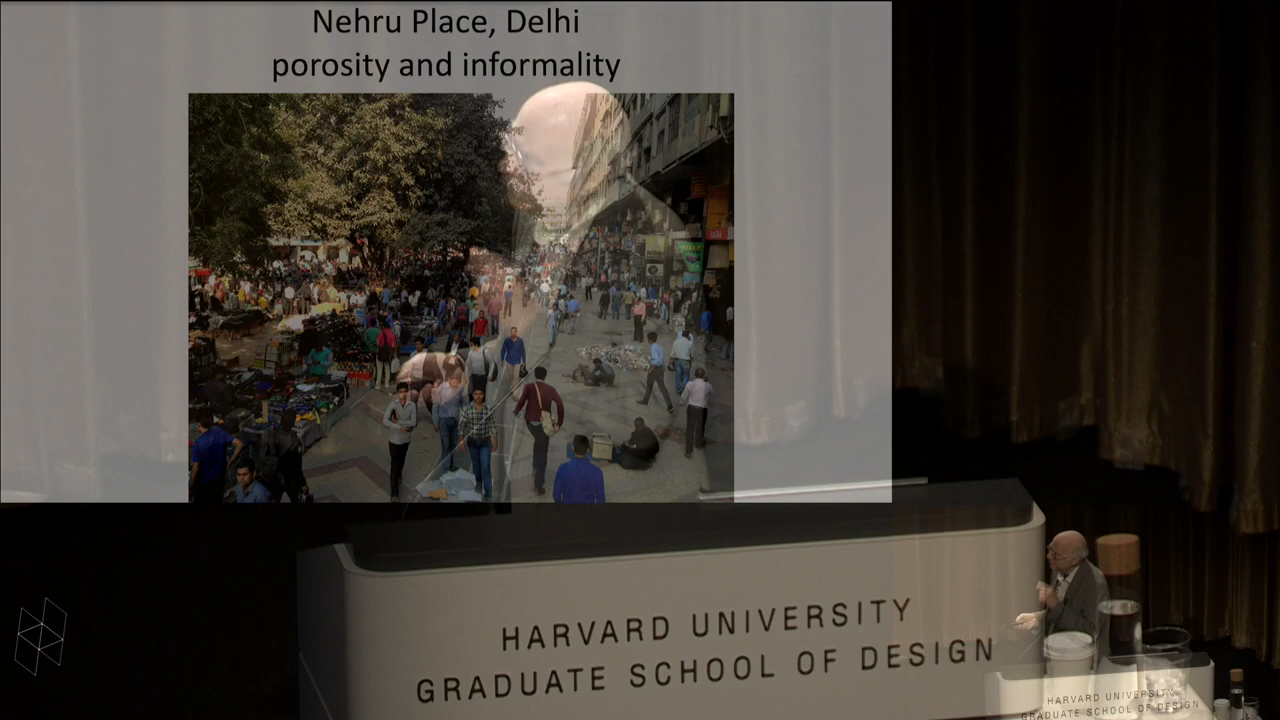 Nehru Place, Delhi
porosity and informality
HARVARD UNIVERSITY
GRADUATE SCHOOL OF DESIGN
HARVARD UNIVERSITY
GRADUATE SCHOOL OF DESIGN